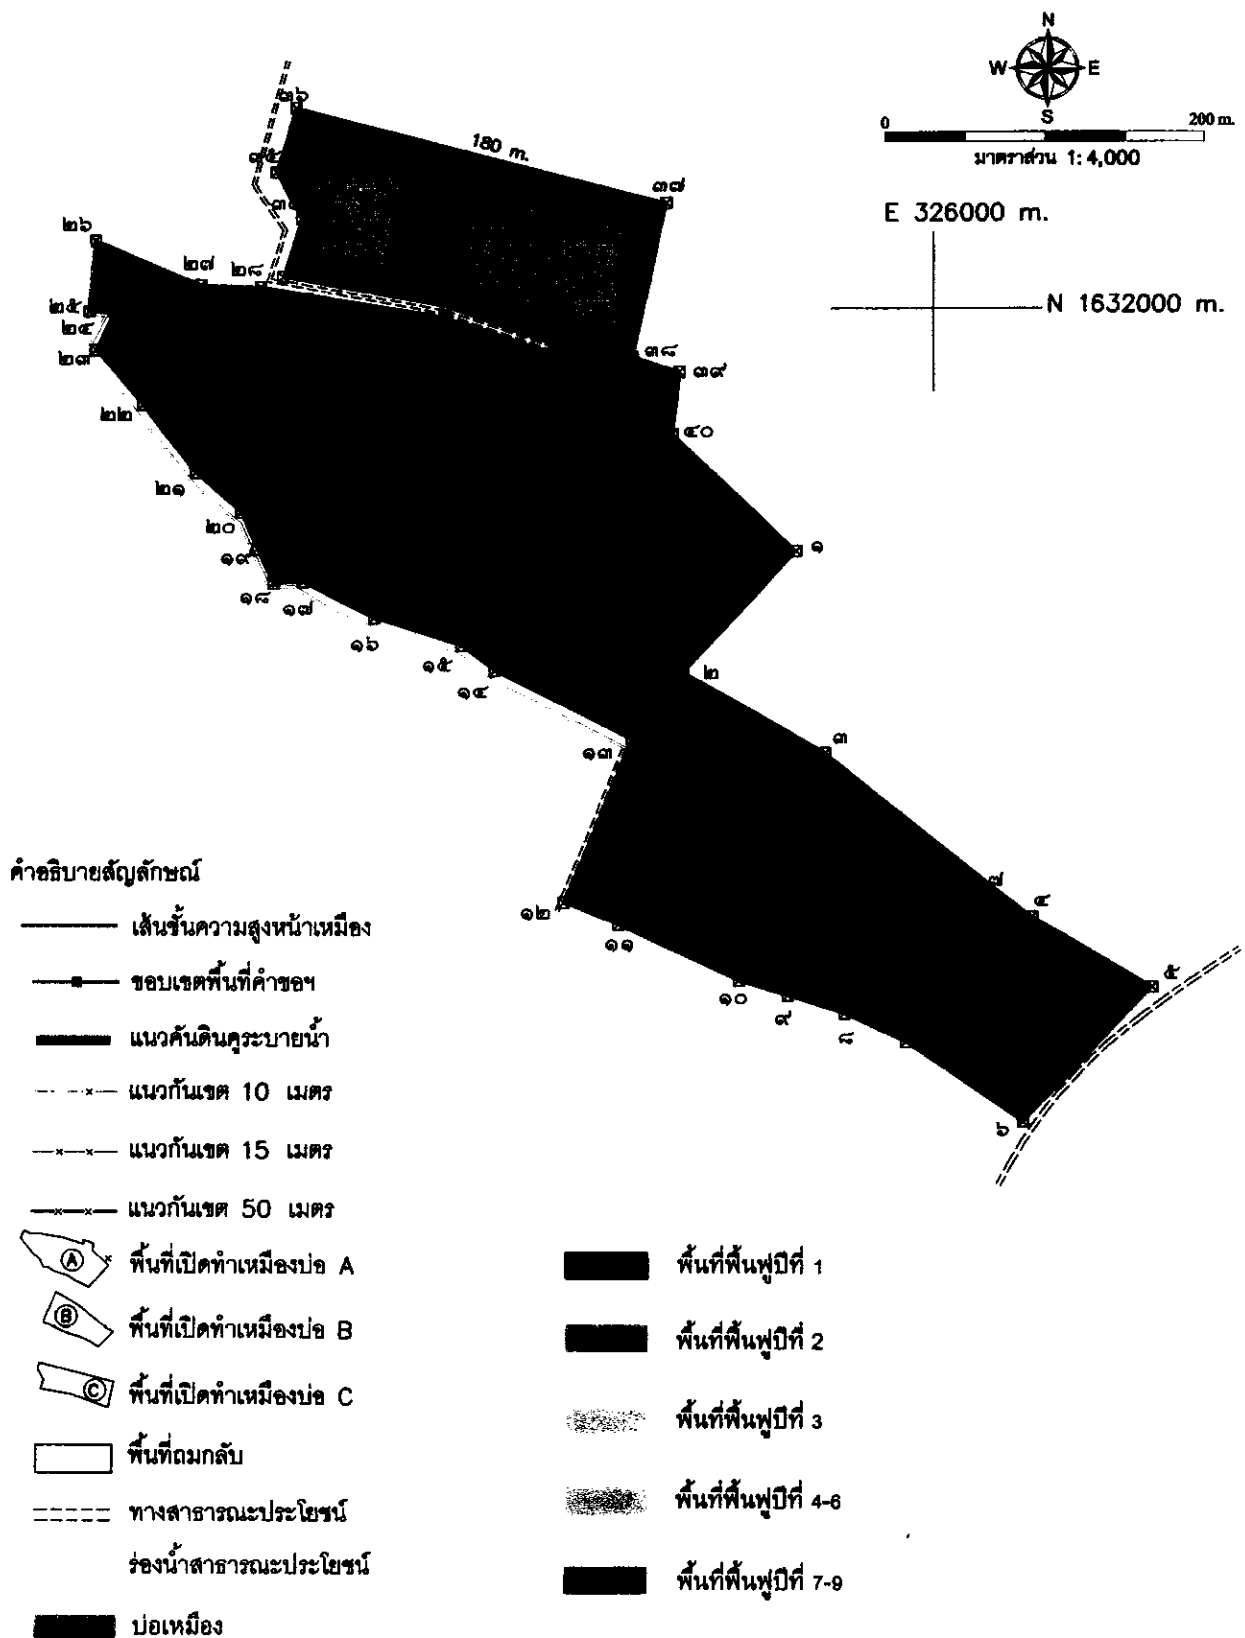 N
W E
S
0 200 m.
มาตราส่วน 1:4,000
E 326000 m.
N 1632000 m.
180 m.
๓๖
๓๗
๒๖
๒๗
๒๘
๒๕
๒๔
๒๓
๓๘
๓๙
๔๐
๒๒
๒๑
๒๐
๑๙
๑๘
๑๗
๑๖
๑๕
๑๔
๑๓
๑
๒
๓
๗
๔
๕
๑๒
๑๑
๑๐
๙
๘
๖
คำอธิบายสัญลักษณ์
เส้นชั้นความสูงหน้าเหมือง
ขอบเขตพื้นที่คำขอฯ
แนวคันดินคูระบายน้ำ
แนวกันเขต 10 เมตร
แนวกันเขต 15 เมตร
แนวกันเขต 50 เมตร
A พื้นที่เปิดทำเหมืองบ่อ A
B พื้นที่เปิดทำเหมืองบ่อ B
C พื้นที่เปิดทำเหมืองบ่อ C
พื้นที่ถมกลับ
ทางสาธารณะประโยชน์
ร่องน้ำสาธารณะประโยชน์
บ่อเหมือง
พื้นที่ฟื้นฟูปีที่ 1
พื้นที่ฟื้นฟูปีที่ 2
พื้นที่ฟื้นฟูปีที่ 3
พื้นที่ฟื้นฟูปีที่ 4-6
พื้นที่ฟื้นฟูปีที่ 7-9